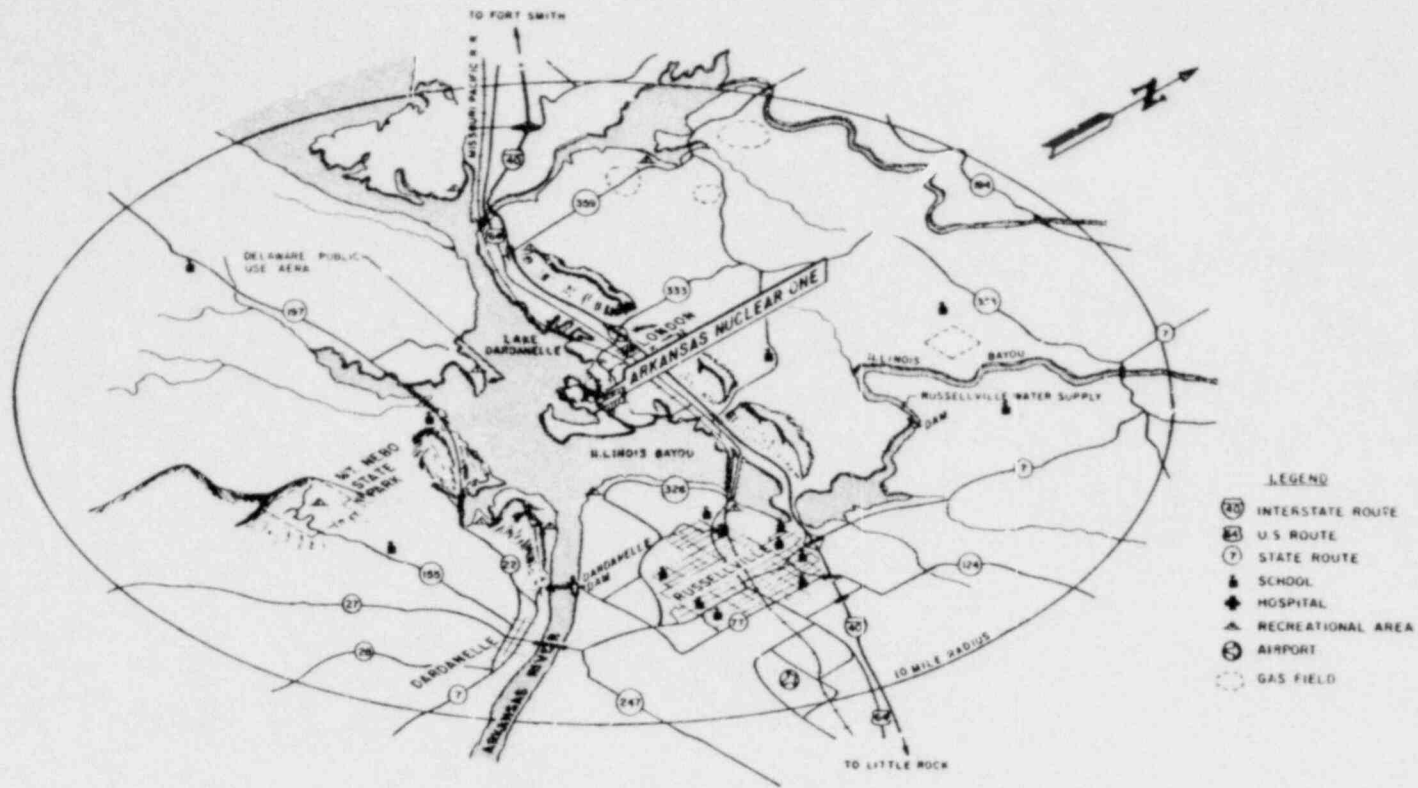 TO FORT SMITH
MISSOURI PACIFIC R R
N
40
359
194
DELAWARE PUBLIC
USE AERA
197
333
ARKANSAS NUCLEAR ONE
LAKE
DARDANELLE
7
ILLINOIS BAYOU
RUSSELLVILLE WATER SUPPLY
DAM
ILLINOIS BAYOU
7
MT. NEBO
STATE
PARK
326
LEGEND
40 INTERSTATE ROUTE
64 U.S ROUTE
7 STATE ROUTE
SCHOOL
HOSPITAL
RECREATIONAL AREA
AIRPORT
GAS FIELD
155
22
DARDANELLE
DAM
RUSSELLVILLE
124
27
28
DARDANELLE
7
ARKANSAS RIVER
247
40
10 MILE RADIUS
64
TO LITTLE ROCK